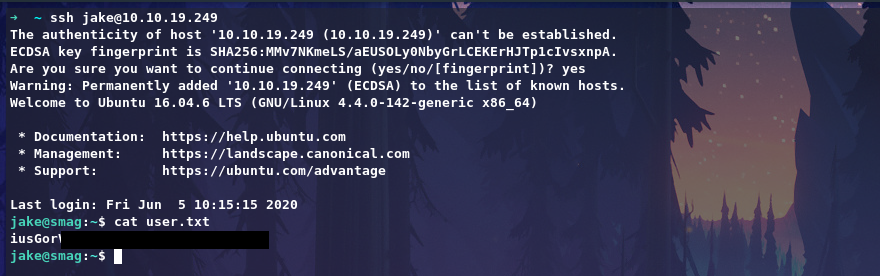 → ~ ssh jake@10.10.19.249
The authenticity of host '10.10.19.249 (10.10.19.249)' can't be established.
ECDSA key fingerprint is SHA256:MMv7NKmeLS/aEUSOLy0NbyGrLCEKErHJTp1cIvsxnpA.
Are you sure you want to continue connecting (yes/no/[fingerprint])? yes
Warning: Permanently added '10.10.19.249' (ECDSA) to the list of known hosts.
Welcome to Ubuntu 16.04.6 LTS (GNU/Linux 4.4.0-142-generic x86_64)
* Documentation: https://help.ubuntu.com
* Management: https://landscape.canonical.com
* Support: https://ubuntu.com/advantage
Last login: Fri Jun 5 10:15:15 2020
jake@smag:~$ cat user.txt
iusGor
jake@smag:~$